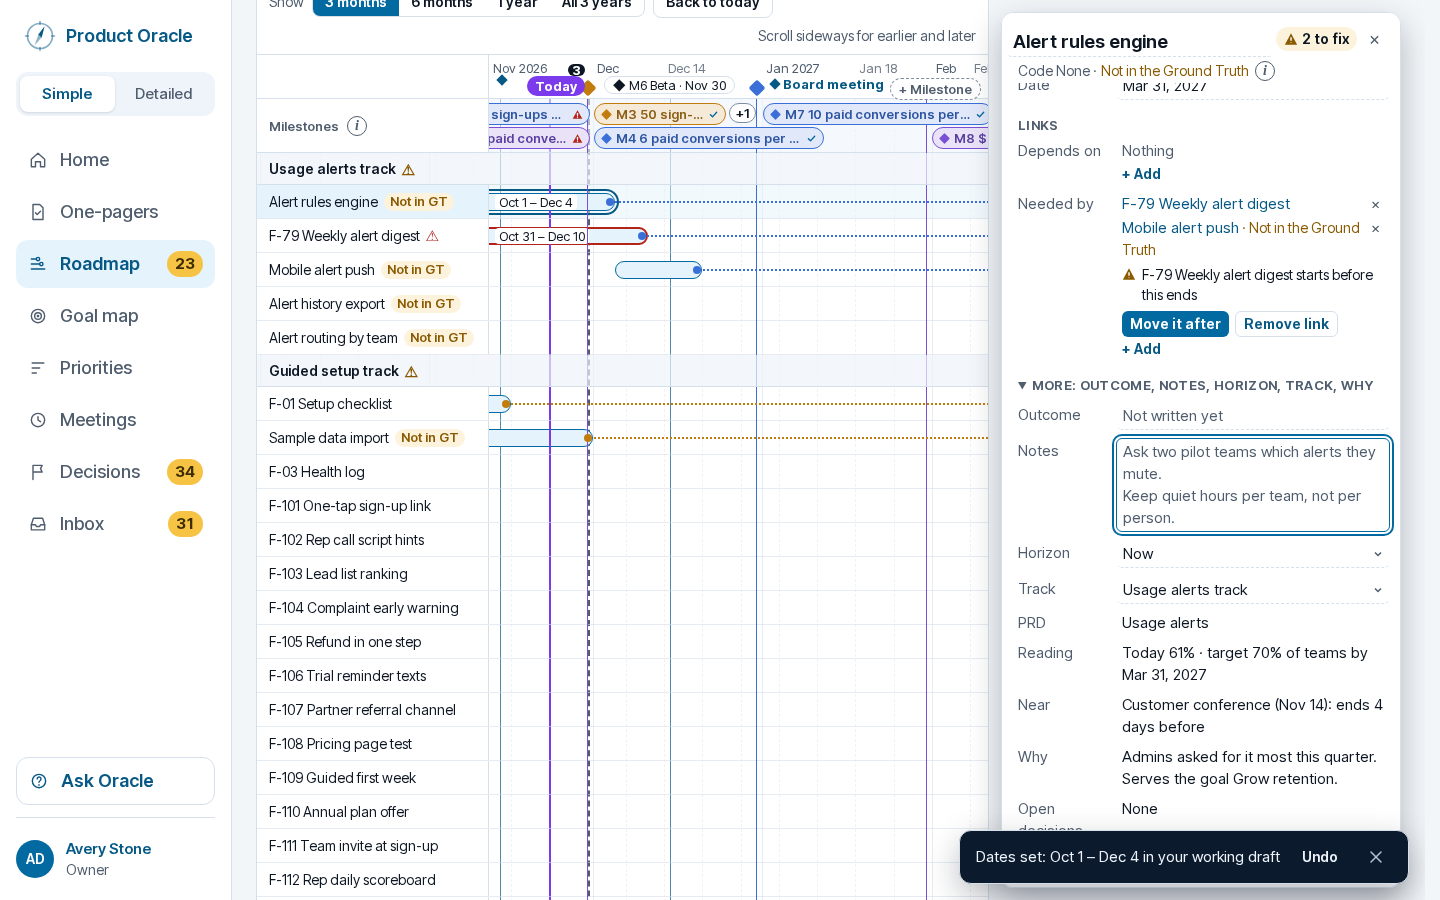 Product Oracle
Simple
Detailed
Home
One-pagers
Roadmap
23
Goal map
Priorities
Meetings
Decisions
34
Inbox
31
Ask Oracle
AD
Avery Stone
Owner
Show
3 months
6 months
1 year
All 3 years
Back to today
Scroll sideways for earlier and later
Nov 2026
3
Dec
Dec 14
Jan 2027
Jan 18
Feb
Fe
Today
M6 Beta · Nov 30
Board meeting
+ Milestone
Milestones
i
sign-ups ...
M3 50 sign-...
+1
M7 10 paid conversions per...
paid conve...
M4 6 paid conversions per ...
M8 $
Usage alerts track
Alert rules engine
Not in GT
Oct 1 – Dec 4
F-79 Weekly alert digest
Oct 31 – Dec 10
Mobile alert push
Not in GT
Alert history export
Not in GT
Alert routing by team
Not in GT
Guided setup track
F-01 Setup checklist
Sample data import
Not in GT
F-03 Health log
F-101 One-tap sign-up link
F-102 Rep call script hints
F-103 Lead list ranking
F-104 Complaint early warning
F-105 Refund in one step
F-106 Trial reminder texts
F-107 Partner referral channel
F-108 Pricing page test
F-109 Guided first week
F-110 Annual plan offer
F-111 Team invite at sign-up
F-112 Rep daily scoreboard
Alert rules engine
2 to fix
×
Code None · Not in the Ground Truth
i
Date
Mar 31, 2027
LINKS
Depends on
Nothing
+ Add
Needed by
F-79 Weekly alert digest
×
Mobile alert push · Not in the Ground
Truth
×
F-79 Weekly alert digest starts before
this ends
Move it after
Remove link
+ Add
MORE: OUTCOME, NOTES, HORIZON, TRACK, WHY
Outcome
Not written yet
Notes
Ask two pilot teams which alerts they
mute.
Keep quiet hours per team, not per
person.
Horizon
Now
Track
Usage alerts track
PRD
Usage alerts
Reading
Today 61% · target 70% of teams by
Mar 31, 2027
Near
Customer conference (Nov 14): ends 4
days before
Why
Admins asked for it most this quarter.
Serves the goal Grow retention.
Open
decisions
None
Dates set: Oct 1 – Dec 4 in your working draft
Undo